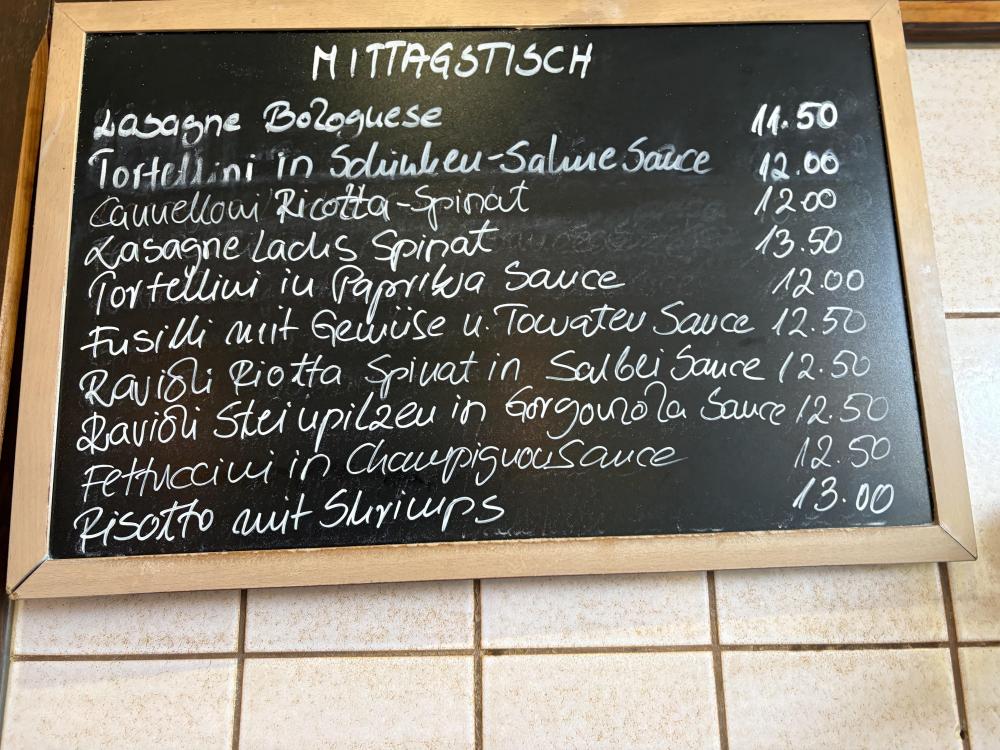 MITTAGSTISCH
Lasagne Bolognese 11.50
Tortellini in Schinken-Sahne Sauce 12.00
Cannelloni Ricotta-Spinat 12.00
Lasagne Lachs Spinat 13.50
Tortellini in Paprika Sauce 12.00
Fusilli mit Gemüse u. Tomaten Sauce 12.50
Ravioli Riotta Spinat in Salbei Sauce 12.50
Ravioli Steinpilzen in Gorgonzola Sauce 12.50
Fettuccini in Champignon Sauce 12.50
Risotto mit Shrimps 13.00